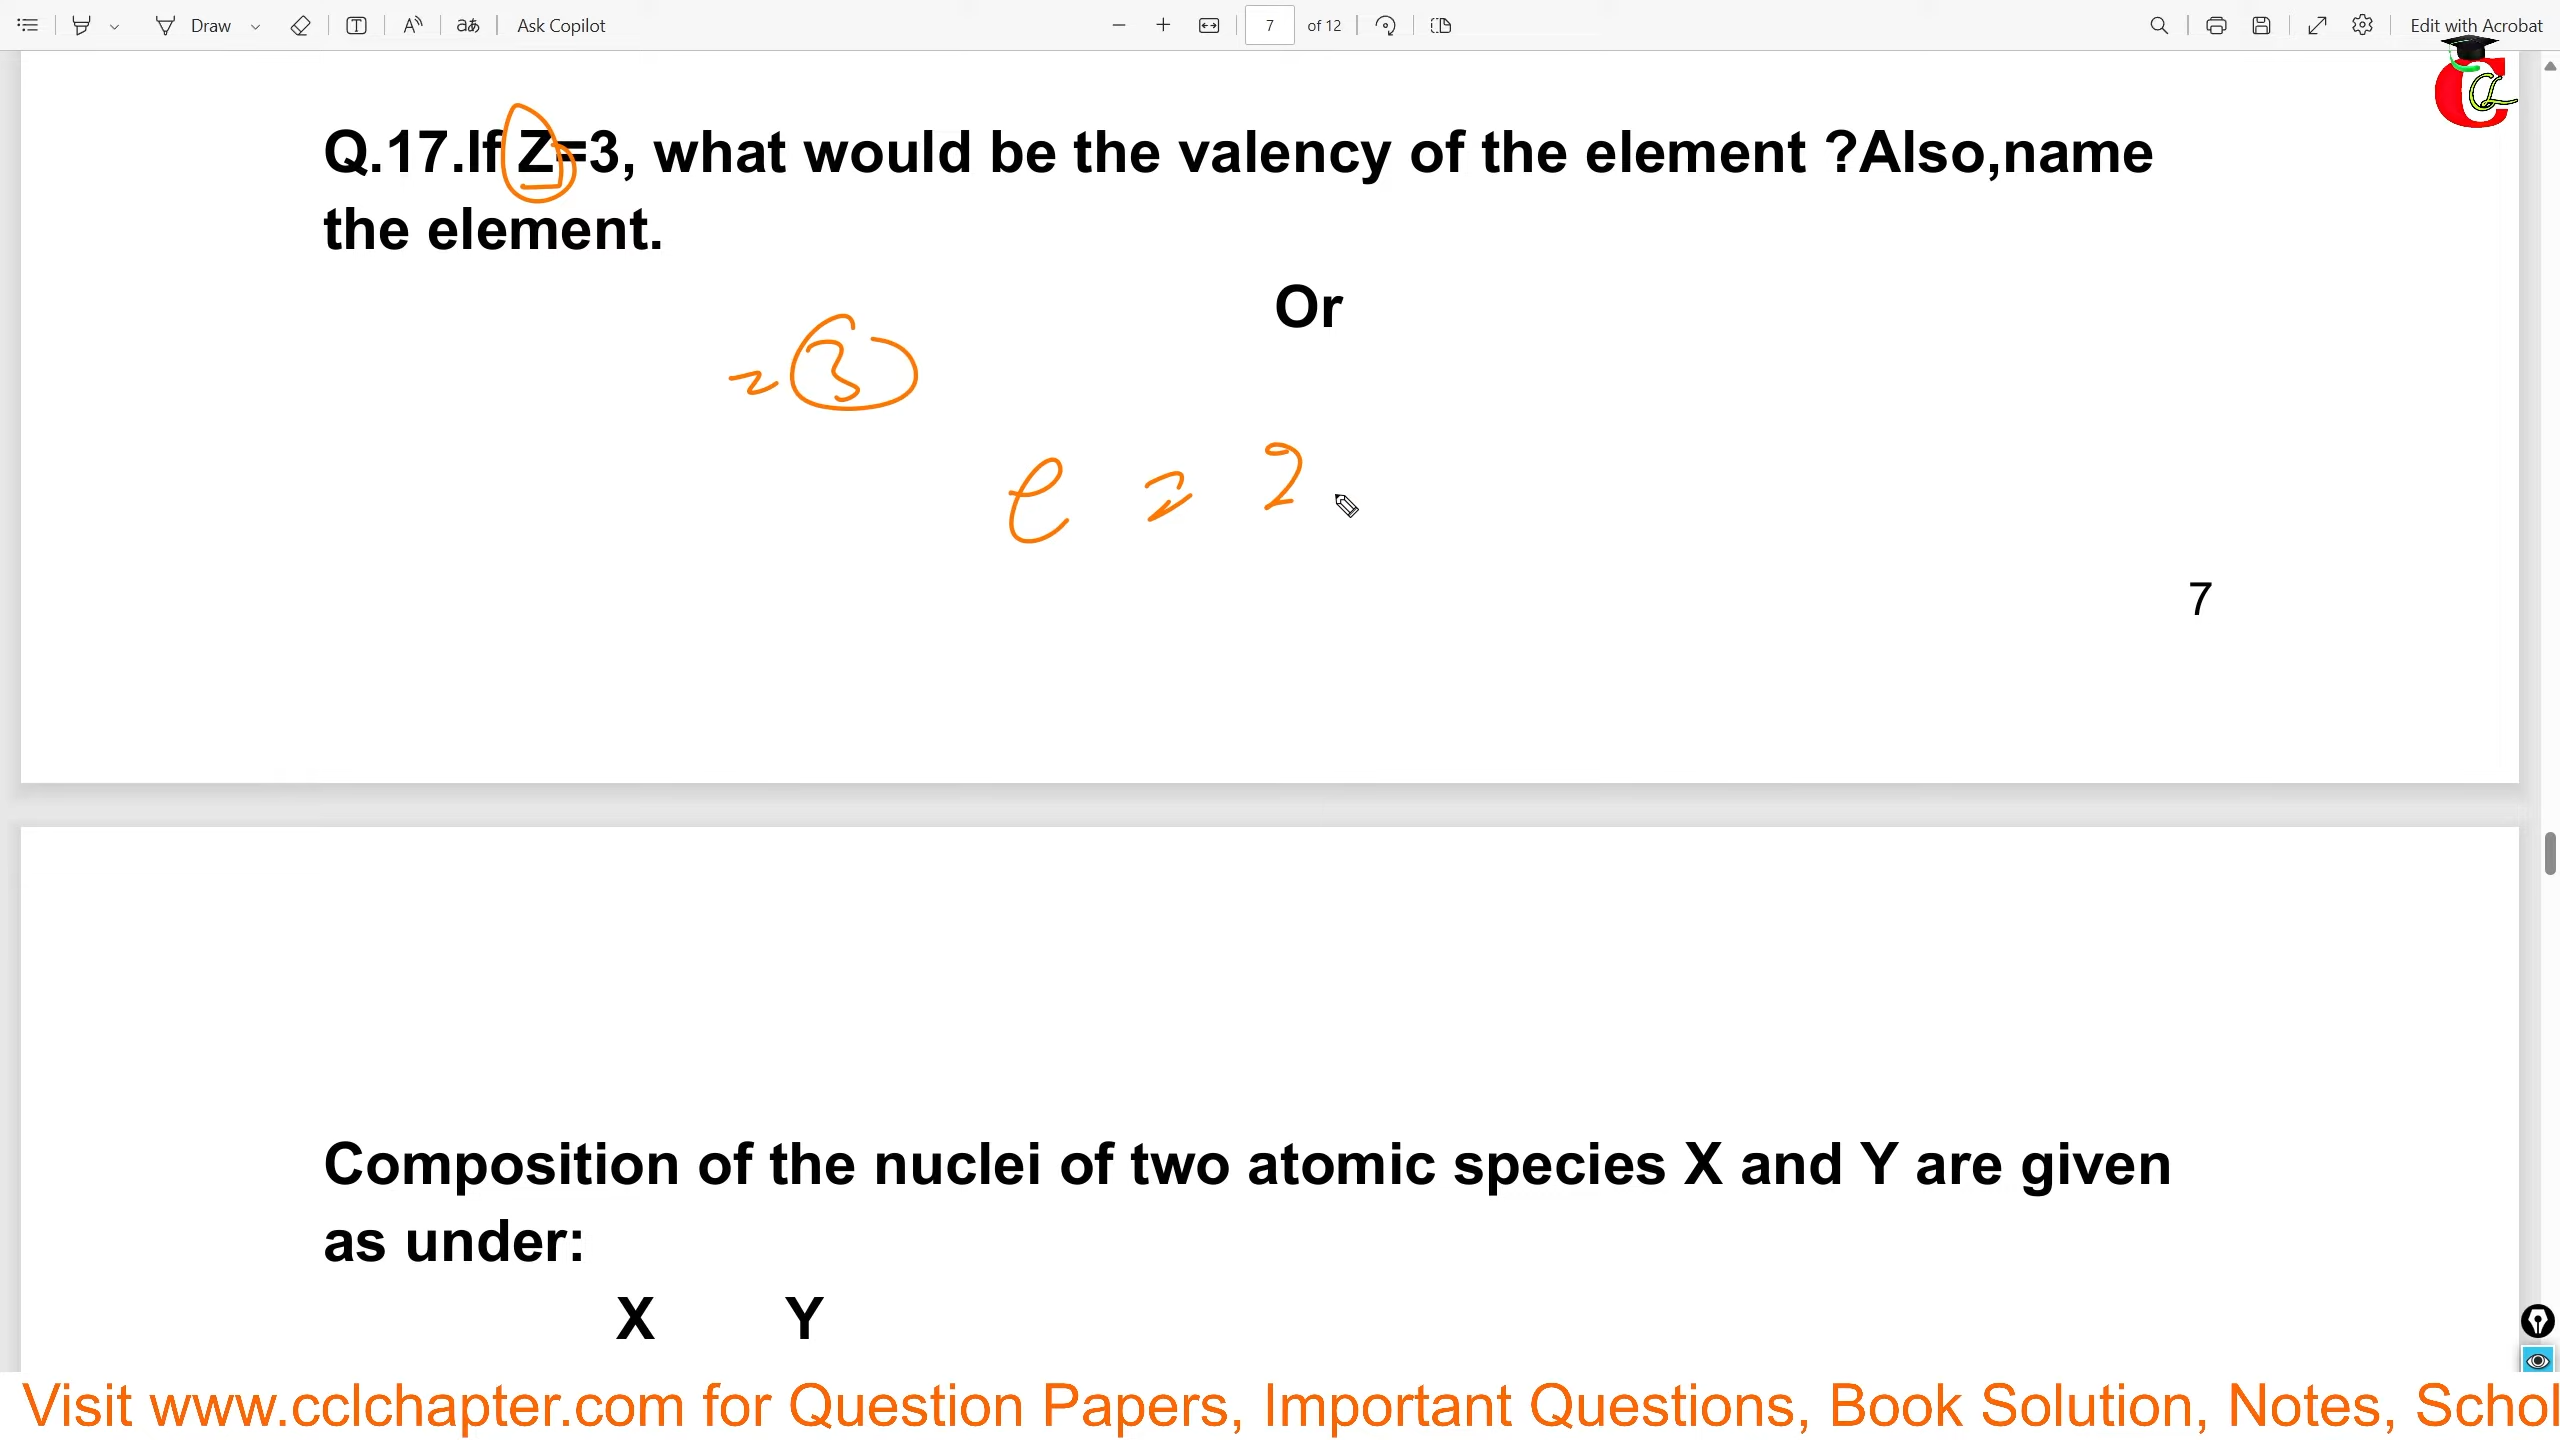 Draw
Ask Copilot
7 of 12
Edit with Acrobat
Q.17.If Z=3, what would be the valency of the element ?Also,name
the element.
Or
= 3
e = 2
7
Composition of the nuclei of two atomic species X and Y are given
as under:
X Y
Visit www.cclchapter.com for Question Papers, Important Questions, Book Solution, Notes, Schol